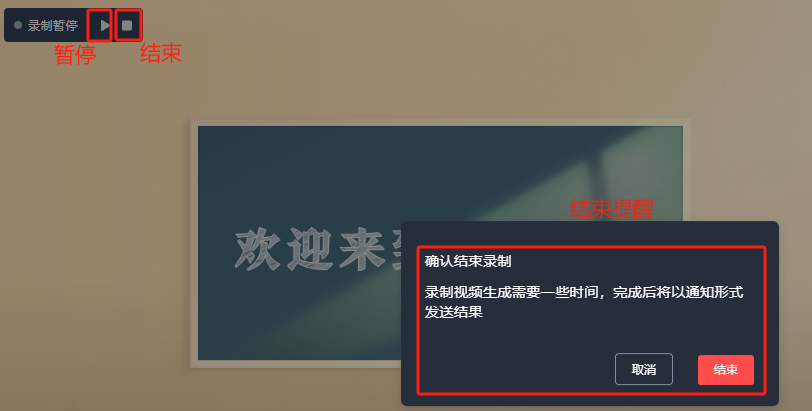 录制暂停
暂停
结束
结束提醒
欢迎来到
确认结束录制
录制视频生成需要一些时间，完成后将以通知形式
发送结果
取消
结束